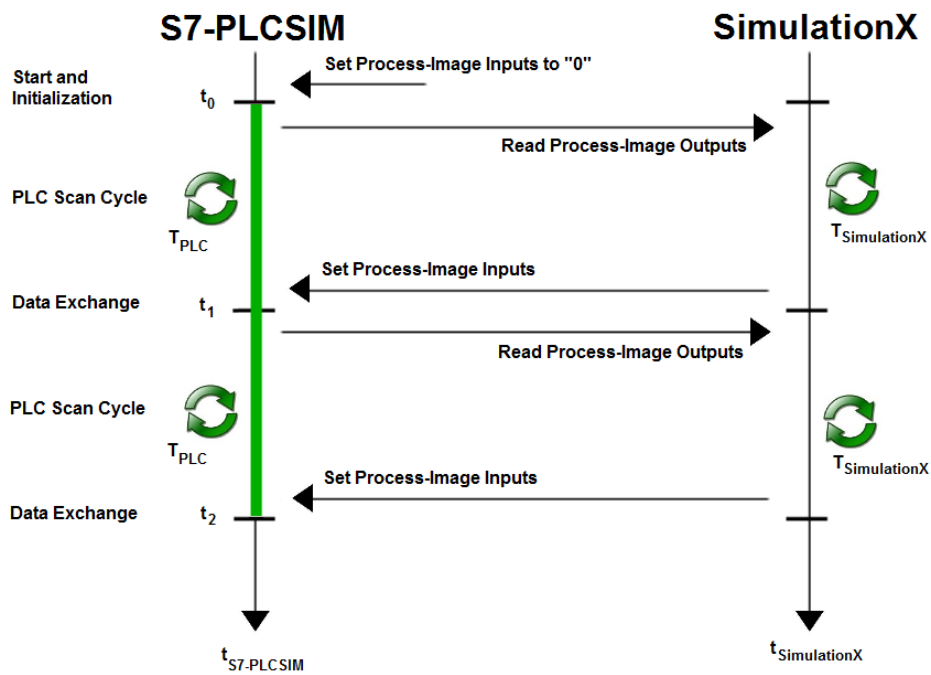 S7-PLCSIM
SimulationX
Set Process-Image Inputs to "0"
Start and
Initialization
t0
Read Process-Image Outputs
PLC Scan Cycle
TPLC
TSimulationX
Set Process-Image Inputs
Data Exchange
t1
Read Process-Image Outputs
PLC Scan Cycle
TPLC
TSimulationX
Set Process-Image Inputs
Data Exchange
t2
tS7-PLCSIM
tSimulationX